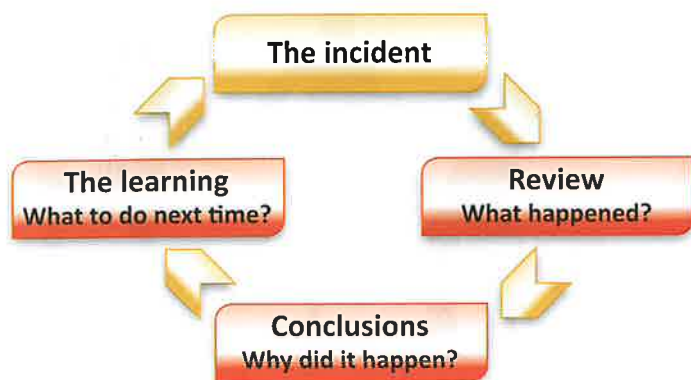 The incident
Review
What happened?
Conclusions
Why did it happen?
The learning
What to do next time?